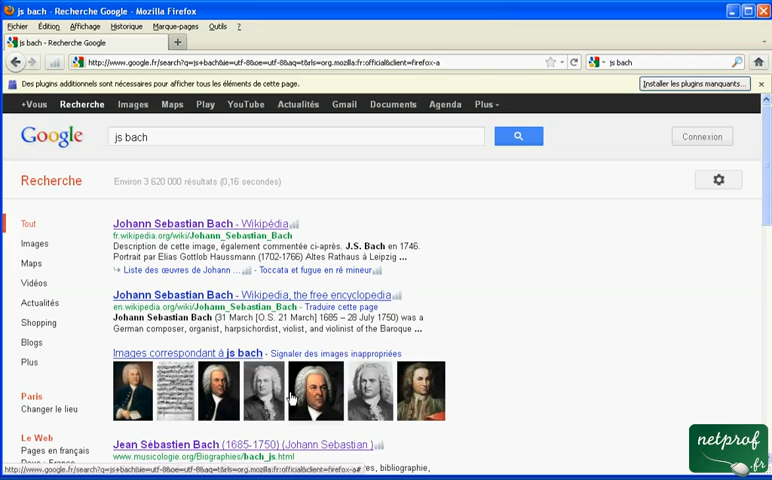 js bach - Recherche Google - Mozilla Firefox
Fichier Édition Affichage Historique Marque-pages Outils ?
js bach - Recherche Google
http://www.google.fr/search?q=js+bach&ie=utf-8&oe=utf-8&aq=t&rls=org.mozilla:fr:official&client=firefox-a js bach
Des plugins additionnels sont nécessaires pour afficher tous les éléments de cette page. Installer les plugins manquants...
+Vous Recherche Images Maps Play YouTube Actualités Gmail Documents Agenda Plus
Google js bach Connexion
Recherche Environ 3 620 000 résultats (0,16 secondes)
Tout
Images
Maps
Vidéos
Actualités
Shopping
Blogs
Plus
Paris
Changer le lieu
Le Web
Pages en français
Johann Sebastian Bach - Wikipédia
fr.wikipedia.org/wiki/Johann_Sebastian_Bach
Description de cette image, également commentée ci-après. J.S. Bach en 1746.
Portrait par Elias Gottlob Haussmann (1702-1766) Altes Rathaus à Leipzig ...
Liste des œuvres de Johann ... - Toccata et fugue en ré mineur
Johann Sebastian Bach - Wikipedia, the free encyclopedia
en.wikipedia.org/wiki/Johann_Sebastian_Bach - Traduire cette page
Johann Sebastian Bach (31 March [O.S. 21 March] 1685 – 28 July 1750) was a
German composer, organist, harpsichordist, violist, and violinist of the Baroque ...
Images correspondant à js bach - Signaler des images inappropriées
Jean Sébastien Bach (1685-1750) (Johann Sebastian )
www.musicologie.org/Biographies/bach_js.html
http://www.google.fr/search?q=js+bach&ie=utf-8&oe=utf-8&aq=t&rls=org.mozilla:fr:official&client=firefox-a#
res, bibliographie,
netprof
.fr